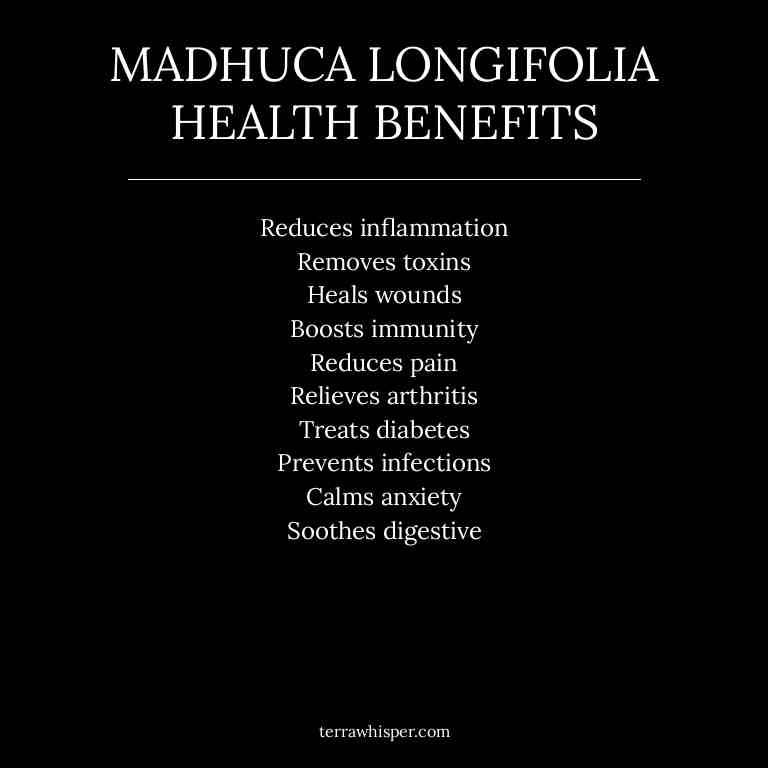 MADHUCA LONGIFOLIA
HEALTH BENEFITS
Reduces inflammation
Removes toxins
Heals wounds
Boosts immunity
Reduces pain
Relieves arthritis
Treats diabetes
Prevents infections
Calms anxiety
Soothes digestive
terrawhisper.com